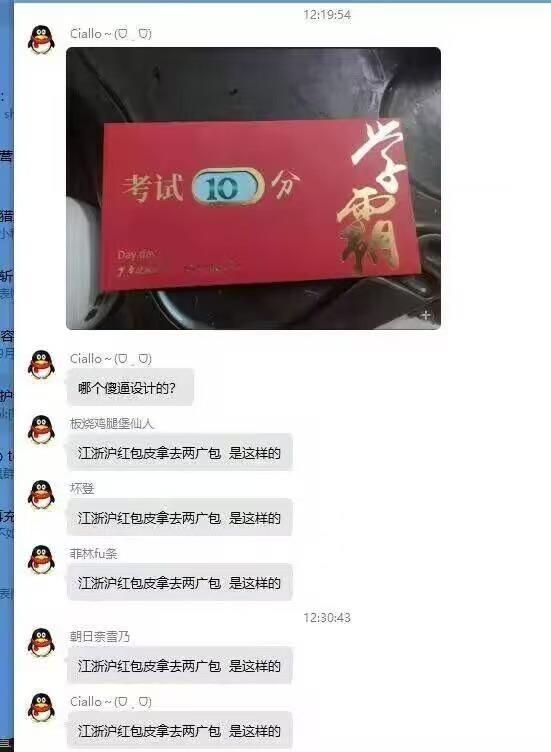 12:19:54
Ciallo～(∪ . ∪)
考试 10 分
学霸
Day day
Ciallo～(∪ . ∪)
哪个傻逼设计的？
板烧鸡腿堡仙人
江浙沪红包皮拿去两广包 是这样的
坏登
江浙沪红包皮拿去两广包 是这样的
菲林fu条
江浙沪红包皮拿去两广包 是这样的
12:30:43
朝日奈雪乃
江浙沪红包皮拿去两广包 是这样的
Ciallo～(∪ . ∪)
江浙沪红包皮拿去两广包 是这样的